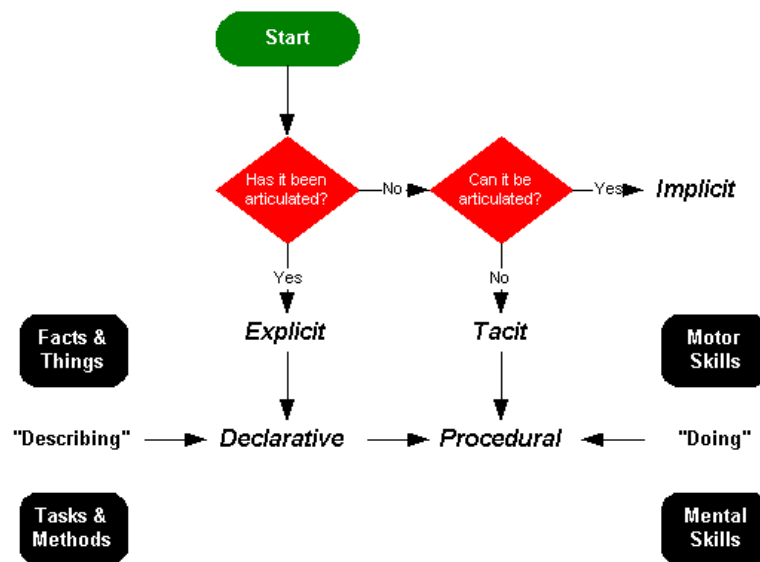 Start
Has it been
articulated?
No
Can it be
articulated?
Yes
Implicit
Yes
No
Facts &
Things
Explicit
Tacit
Motor
Skills
"Describing"
Declarative
Procedural
"Doing"
Tasks &
Methods
Mental
Skills